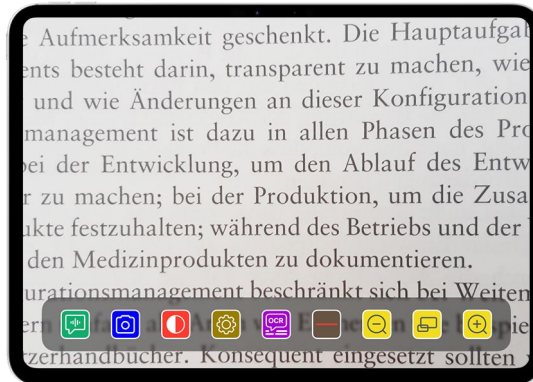 Aufmerksamkeit geschenkt. Die Hauptaufga
ents besteht darin, transparent zu machen, wie
und wie Änderungen an dieser Konfiguration
management ist dazu in allen Phasen des Pro
bei der Entwicklung, um den Ablauf des Entw
r zu machen; bei der Produktion, um die Zusa
ukte festzuhalten; während des Betriebs und der
den Medizinprodukten zu dokumentieren.
urationsmanagement beschränkt sich bei Weiten
OCR
rzerhandbücher. Konsequent eingesetzt sollten